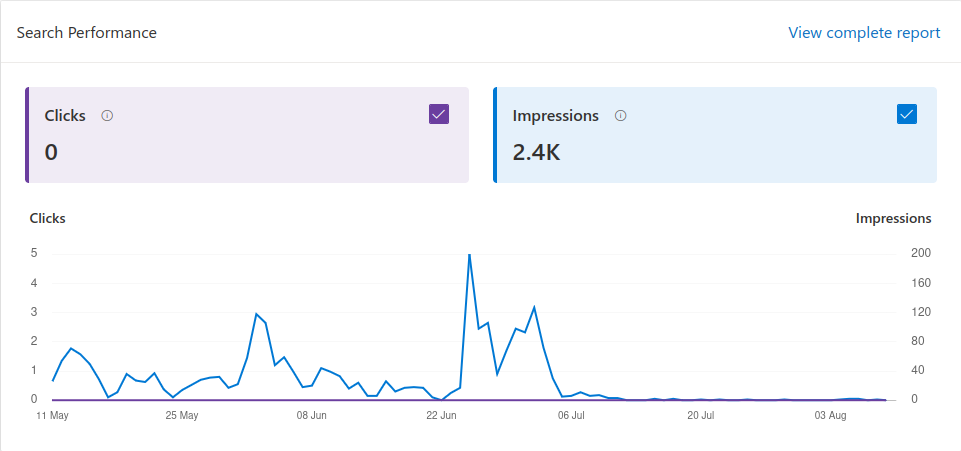 Search Performance View complete report
Clicks Impressions
0 2.4K
Clicks Impressions
5 200
4 160
3 120
2 80
1 40
0 0
11 May 25 May 08 Jun 22 Jun 06 Jul 20 Jul 03 Aug